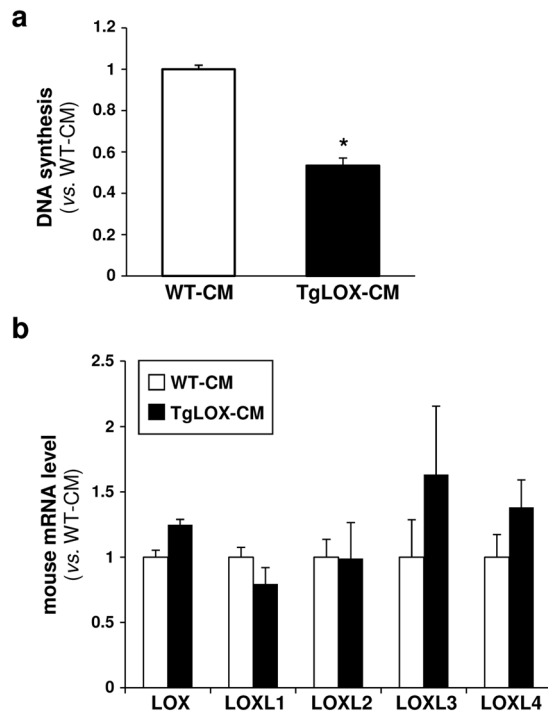 a
DNA synthesis
(vs. WT-CM)
1.2
1
0.8
0.6
0.4
0.2
0
*
WT-CM TgLOX-CM
b
mouse mRNA level
(vs. WT-CM)
2.5
2
1.5
1
0.5
0
WT-CM
TgLOX-CM
LOX LOXL1 LOXL2 LOXL3 LOXL4